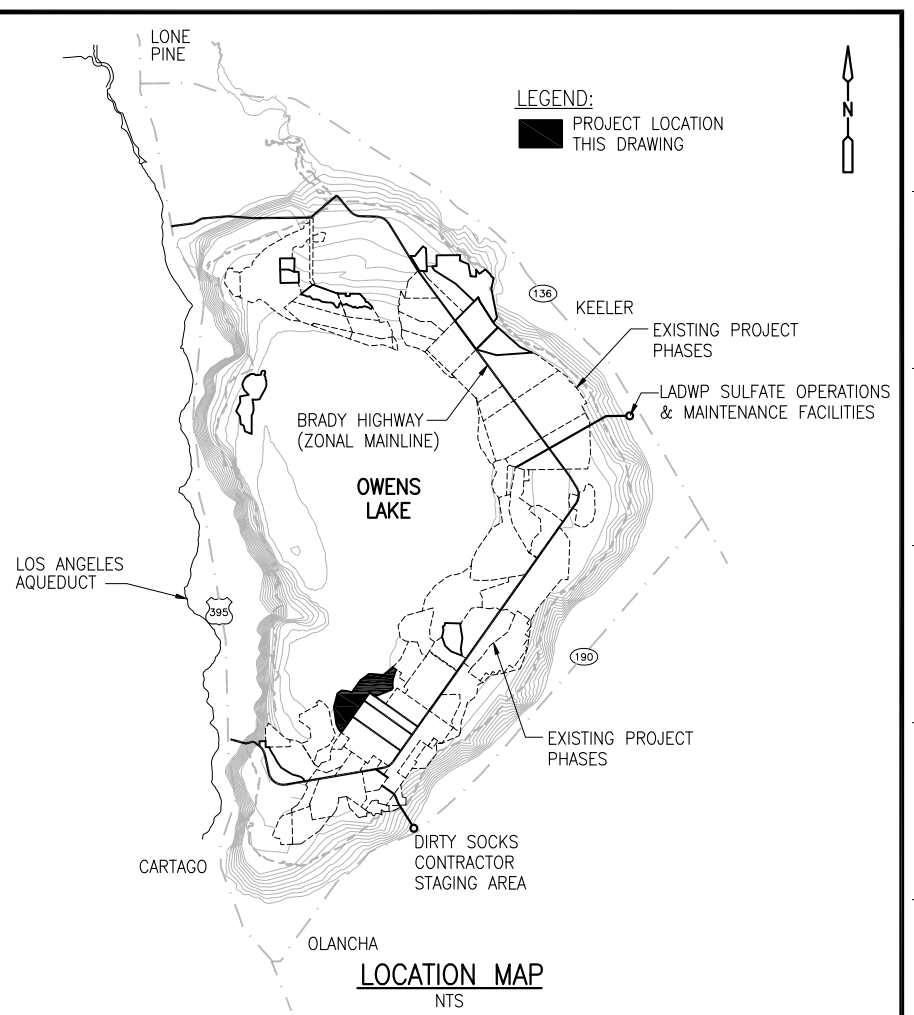 LONE
PINE
LEGEND:
PROJECT LOCATION
THIS DRAWING
N
136
KEELER
EXISTING PROJECT
PHASES
LADWP SULFATE OPERATIONS
& MAINTENANCE FACILITIES
BRADY HIGHWAY
(ZONAL MAINLINE)
OWENS
LAKE
LOS ANGELES
AQUEDUCT
395
190
EXISTING PROJECT
PHASES
DIRTY SOCKS
CONTRACTOR
STAGING AREA
CARTAGO
OLANCHA
LOCATION MAP
NTS